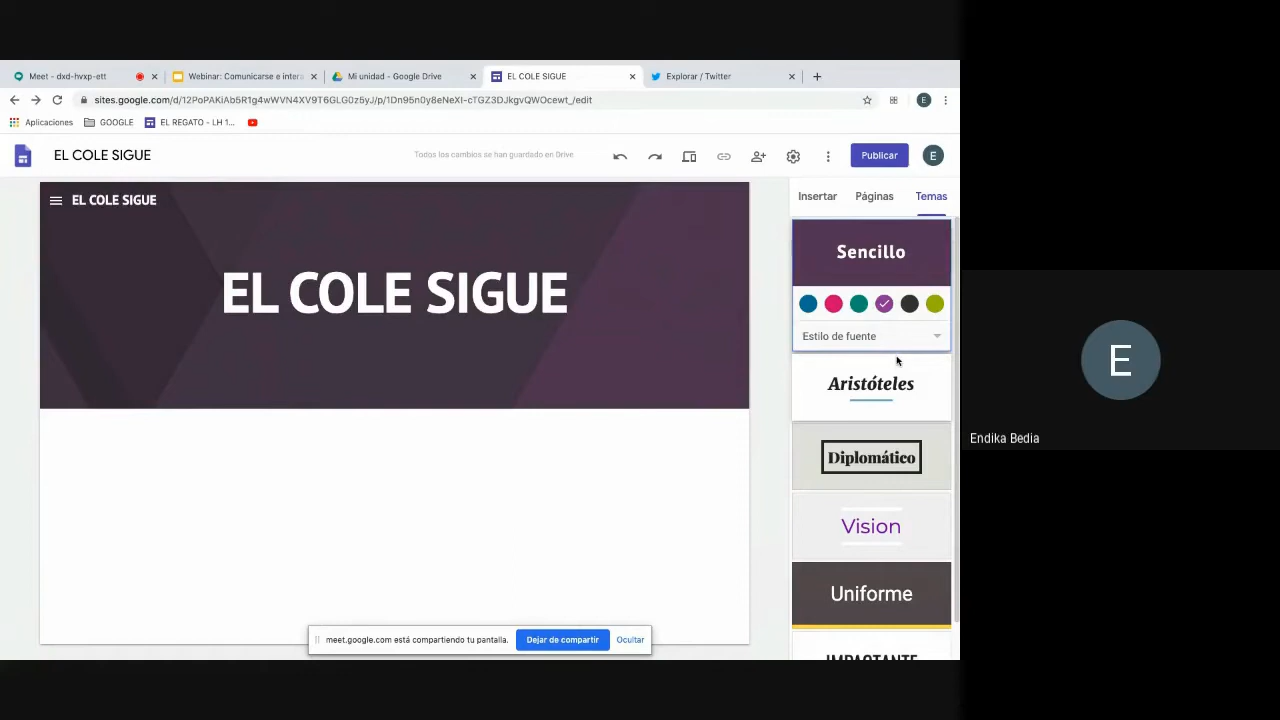 Meet - dxd-hvxp-ett
Webinar: Comunicarse e inter
Mi unidad - Google Drive
EL COLE SIGUE
Explorar / Twitter
sites.google.com/d/12PoPAKiAb5R1g4wWVN4XV9T6GLG0z5yJ/p/1Dn95n0y8eNeXI-cTGZ3DJkgvQWOcewt_/edit
Aplicaciones
GOOGLE
EL REGATO - LH 1...
EL COLE SIGUE
Todos los cambios se han guardado en Drive
Publicar
E
EL COLE SIGUE
EL COLE SIGUE
Insertar
Páginas
Temas
Sencillo
Estilo de fuente
Aristóteles
Diplomático
Vision
Uniforme
IMPACTANTE
meet.google.com está compartiendo tu pantalla.
Dejar de compartir
Ocultar
E
Endika Bedia